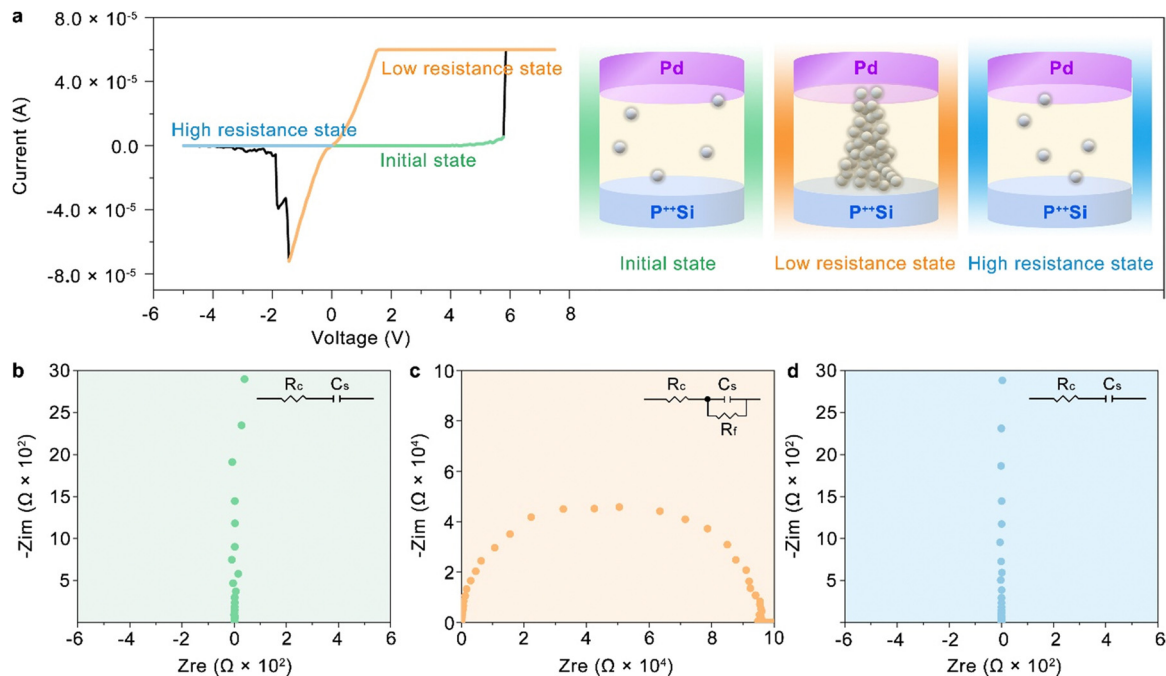 a
8.0 × 10⁻⁵
4.0 × 10⁻⁵
0.0
-4.0 × 10⁻⁵
-8.0 × 10⁻⁵
Current (A)
-6 -4 -2 0 2 4 6 8
Voltage (V)
Low resistance state
High resistance state
Initial state
Pd Pd Pd
P⁺⁺Si P⁺⁺Si P⁺⁺Si
Initial state Low resistance state High resistance state
b
30
25
20
15
10
5
-Zim (Ω × 10²)
-6 -4 -2 0 2 4 6
Zre (Ω × 10²)
Rc Cs
c
10
8
6
4
2
0
-Zim (Ω × 10⁴)
0 2 4 6 8 10
Zre (Ω × 10⁴)
Rc Cs
Rf
d
30
25
20
15
10
5
-Zim (Ω × 10²)
-6 -4 -2 0 2 4 6
Zre (Ω × 10²)
Rc Cs